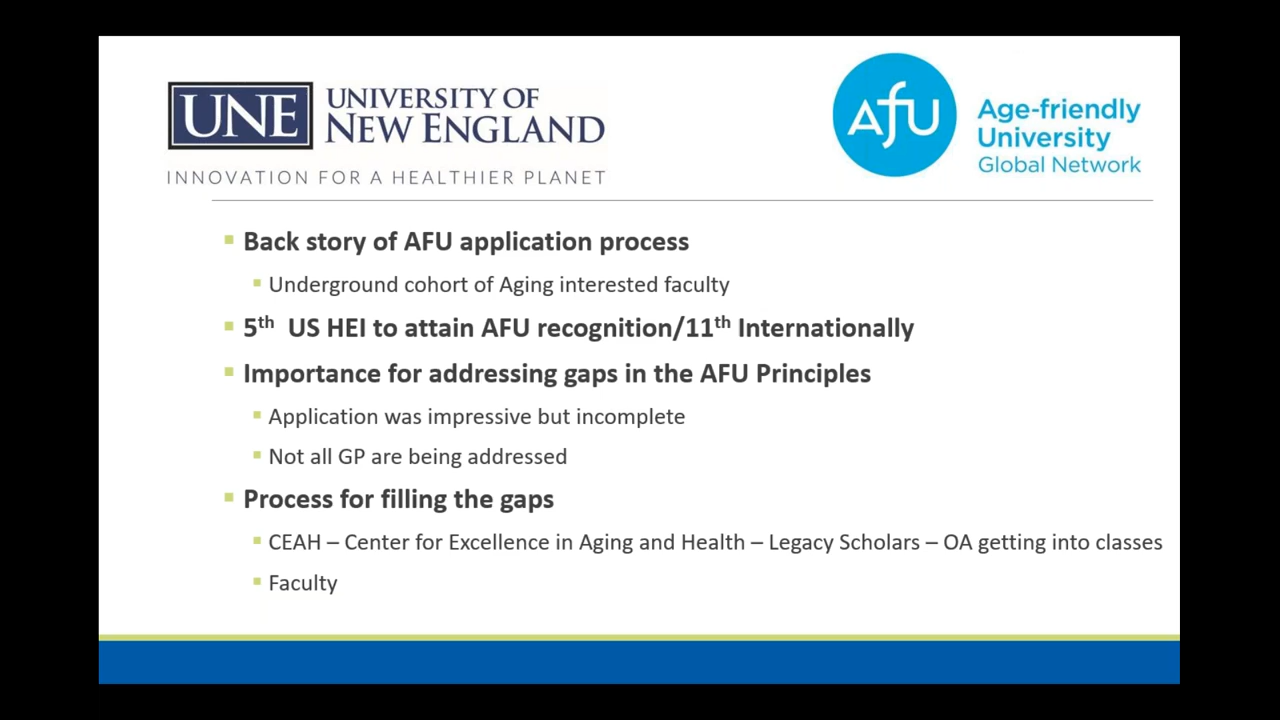 UNE UNIVERSITY OF
NEW ENGLAND
INNOVATION FOR A HEALTHIER PLANET
AfU Age-friendly
University
Global Network
Back story of AFU application process
Underground cohort of Aging interested faculty
5th US HEI to attain AFU recognition/11th Internationally
Importance for addressing gaps in the AFU Principles
Application was impressive but incomplete
Not all GP are being addressed
Process for filling the gaps
CEAH – Center for Excellence in Aging and Health – Legacy Scholars – OA getting into classes
Faculty